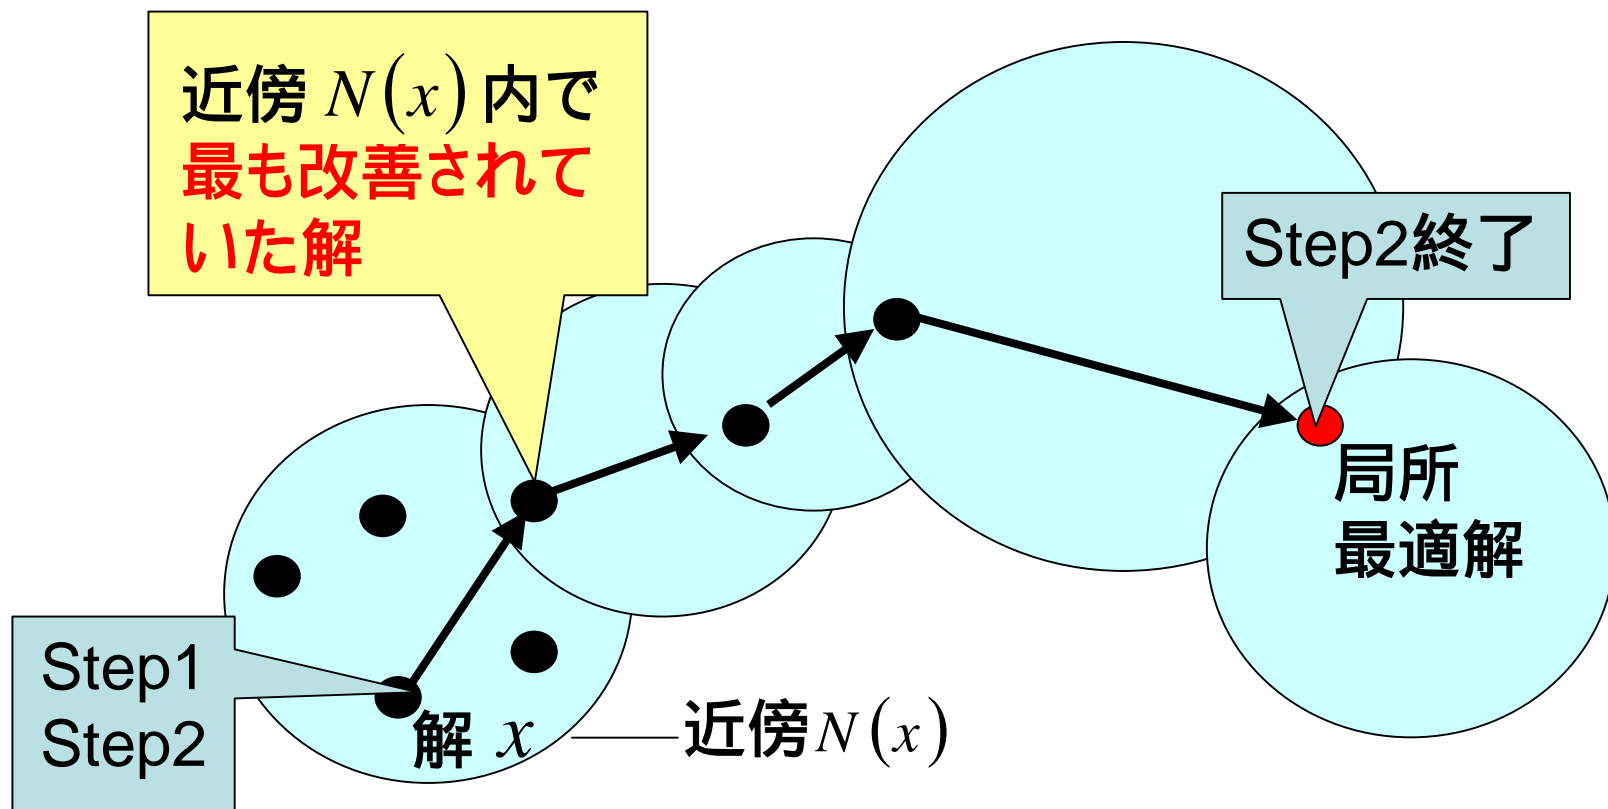 近傍 N(x) 内で
最も改善されて
いた解
Step2終了
局所
最適解
Step1
Step2
解 x
近傍N(x)